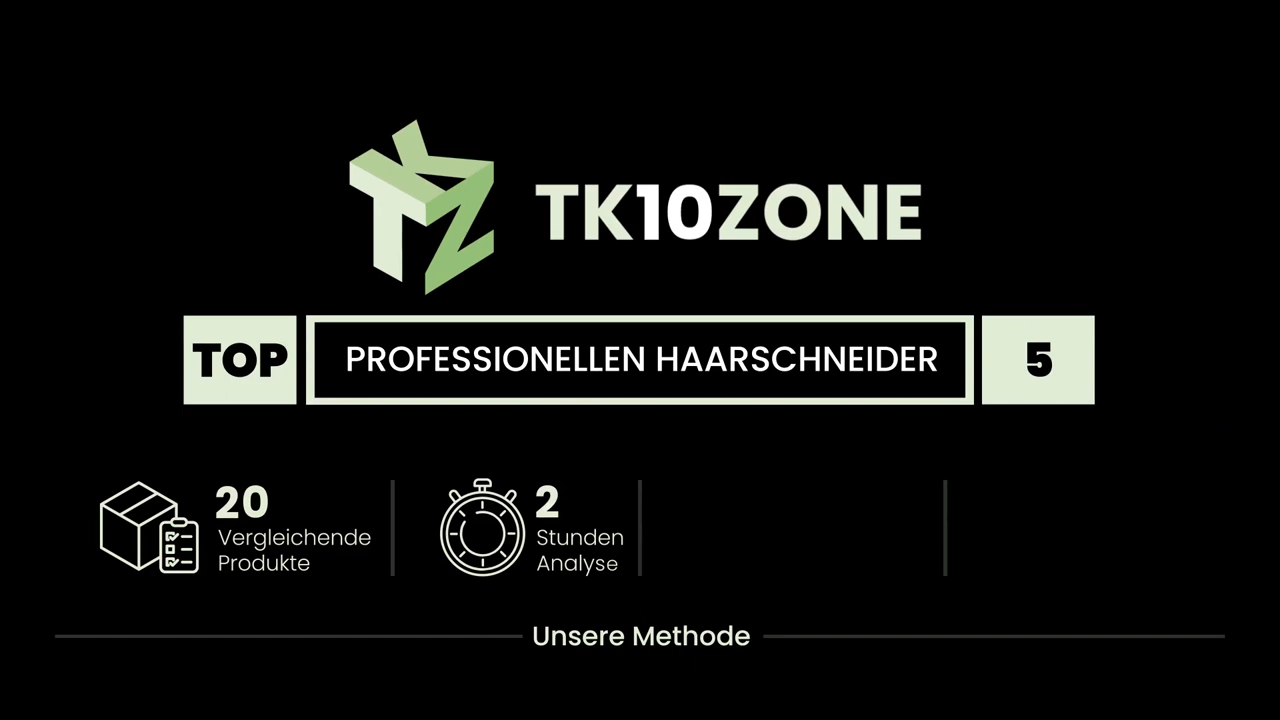 TK10ZONE
TOP
PROFESSIONELLEN HAARSCHNEIDER
5
20
Vergleichende
Produkte
2
Stunden
Analyse
Unsere Methode